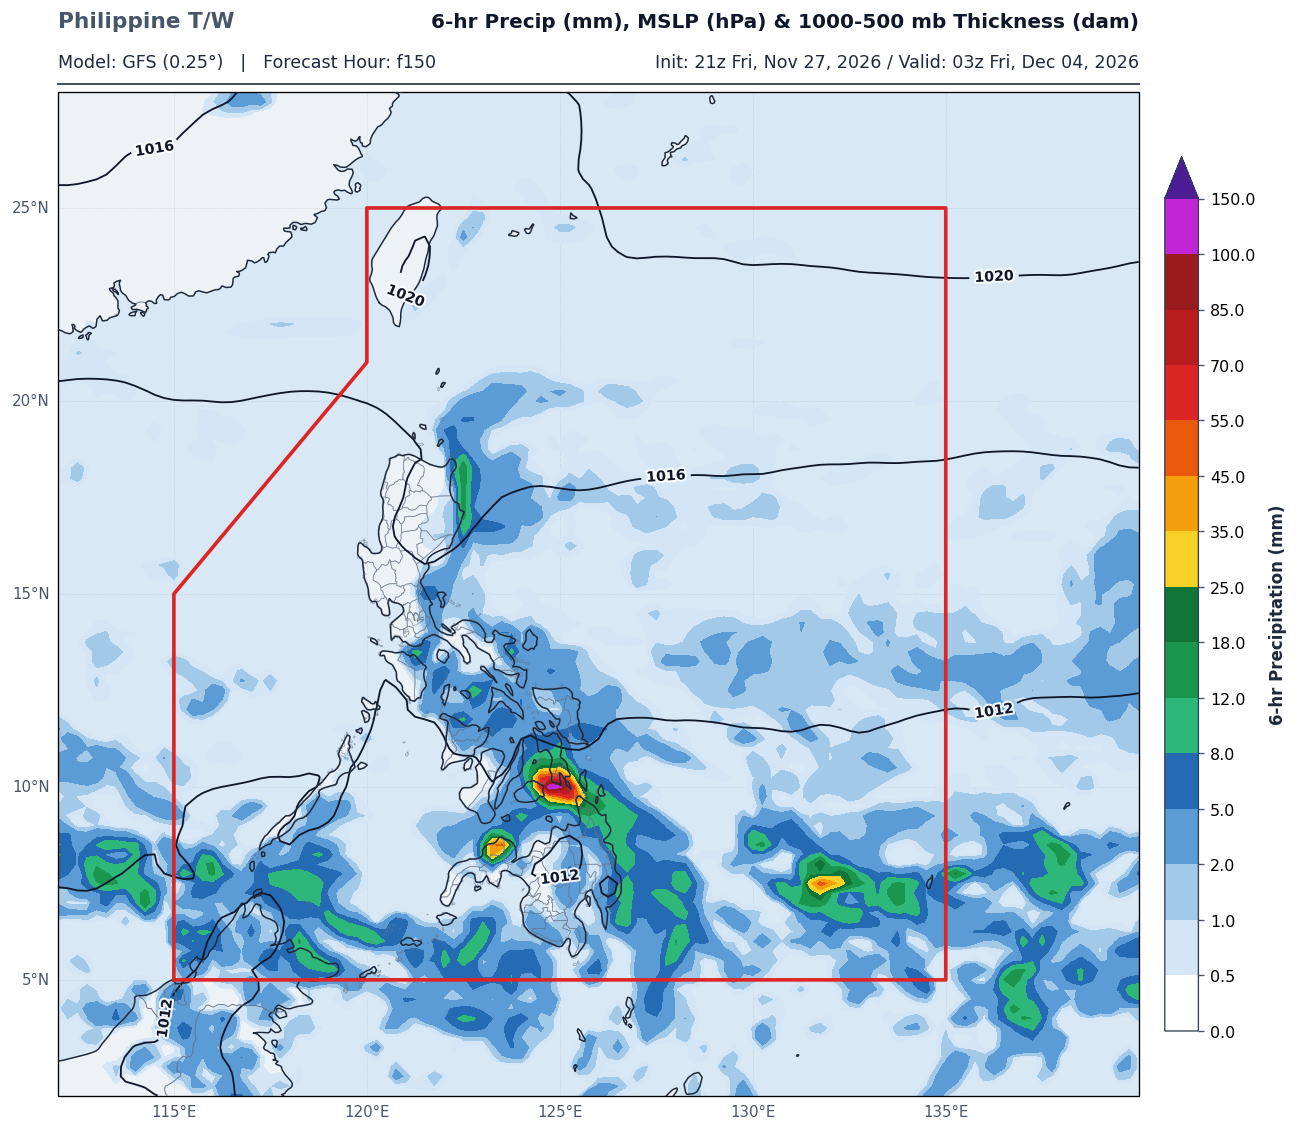 Philippine T/W
6-hr Precip (mm), MSLP (hPa) & 1000-500 mb Thickness (dam)
Model: GFS (0.25°) | Forecast Hour: f150
Init: 21z Fri, Nov 27, 2026 / Valid: 03z Fri, Dec 04, 2026
1016
1020
1020
1016
1012
1012
1012
25°N
20°N
15°N
10°N
5°N
115°E
120°E
125°E
130°E
135°E
150.0
100.0
85.0
70.0
55.0
45.0
35.0
25.0
18.0
12.0
8.0
5.0
2.0
1.0
0.5
0.0
6-hr Precipitation (mm)